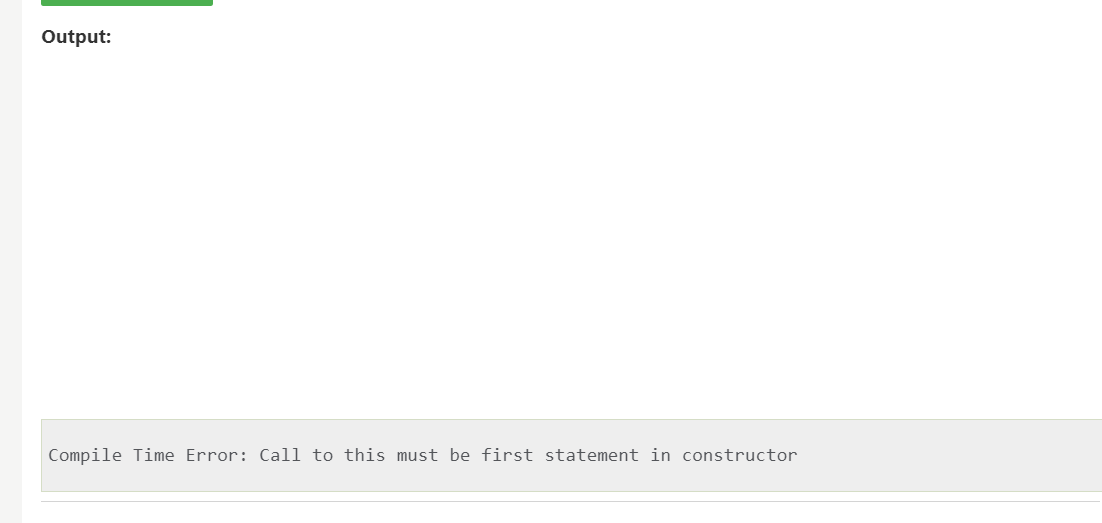 Output:
Compile Time Error: Call to this must be first statement in constructor